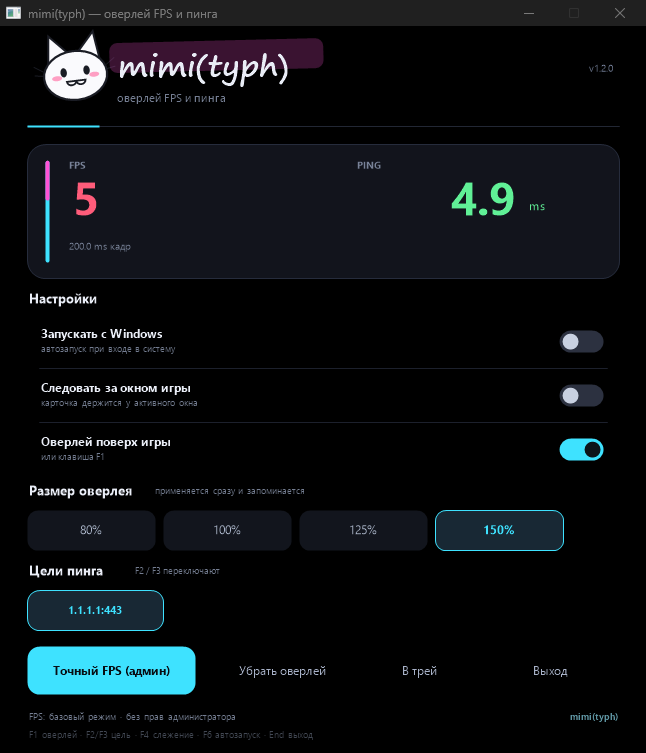 mimi(typh) — оверлей FPS и пинга
mimi(typh)
оверлей FPS и пинга
v1.2.0
FPS
PING
5
4.9 ms
200.0 ms кадр
Настройки
Запускать с Windows
автозапуск при входе в систему
Следовать за окном игры
карточка держится у активного окна
Оверлей поверх игры
или клавиша F1
Размер оверлея применяется сразу и запоминается
80% 100% 125% 150%
Цели пинга F2 / F3 переключают
1.1.1.1:443
Точный FPS (админ) Убрать оверлей В трей Выход
FPS: базовый режим · без прав администратора mimi(typh)
F1 оверлей · F2/F3 цель · F4 слежение · F6 автозапуск · End выход